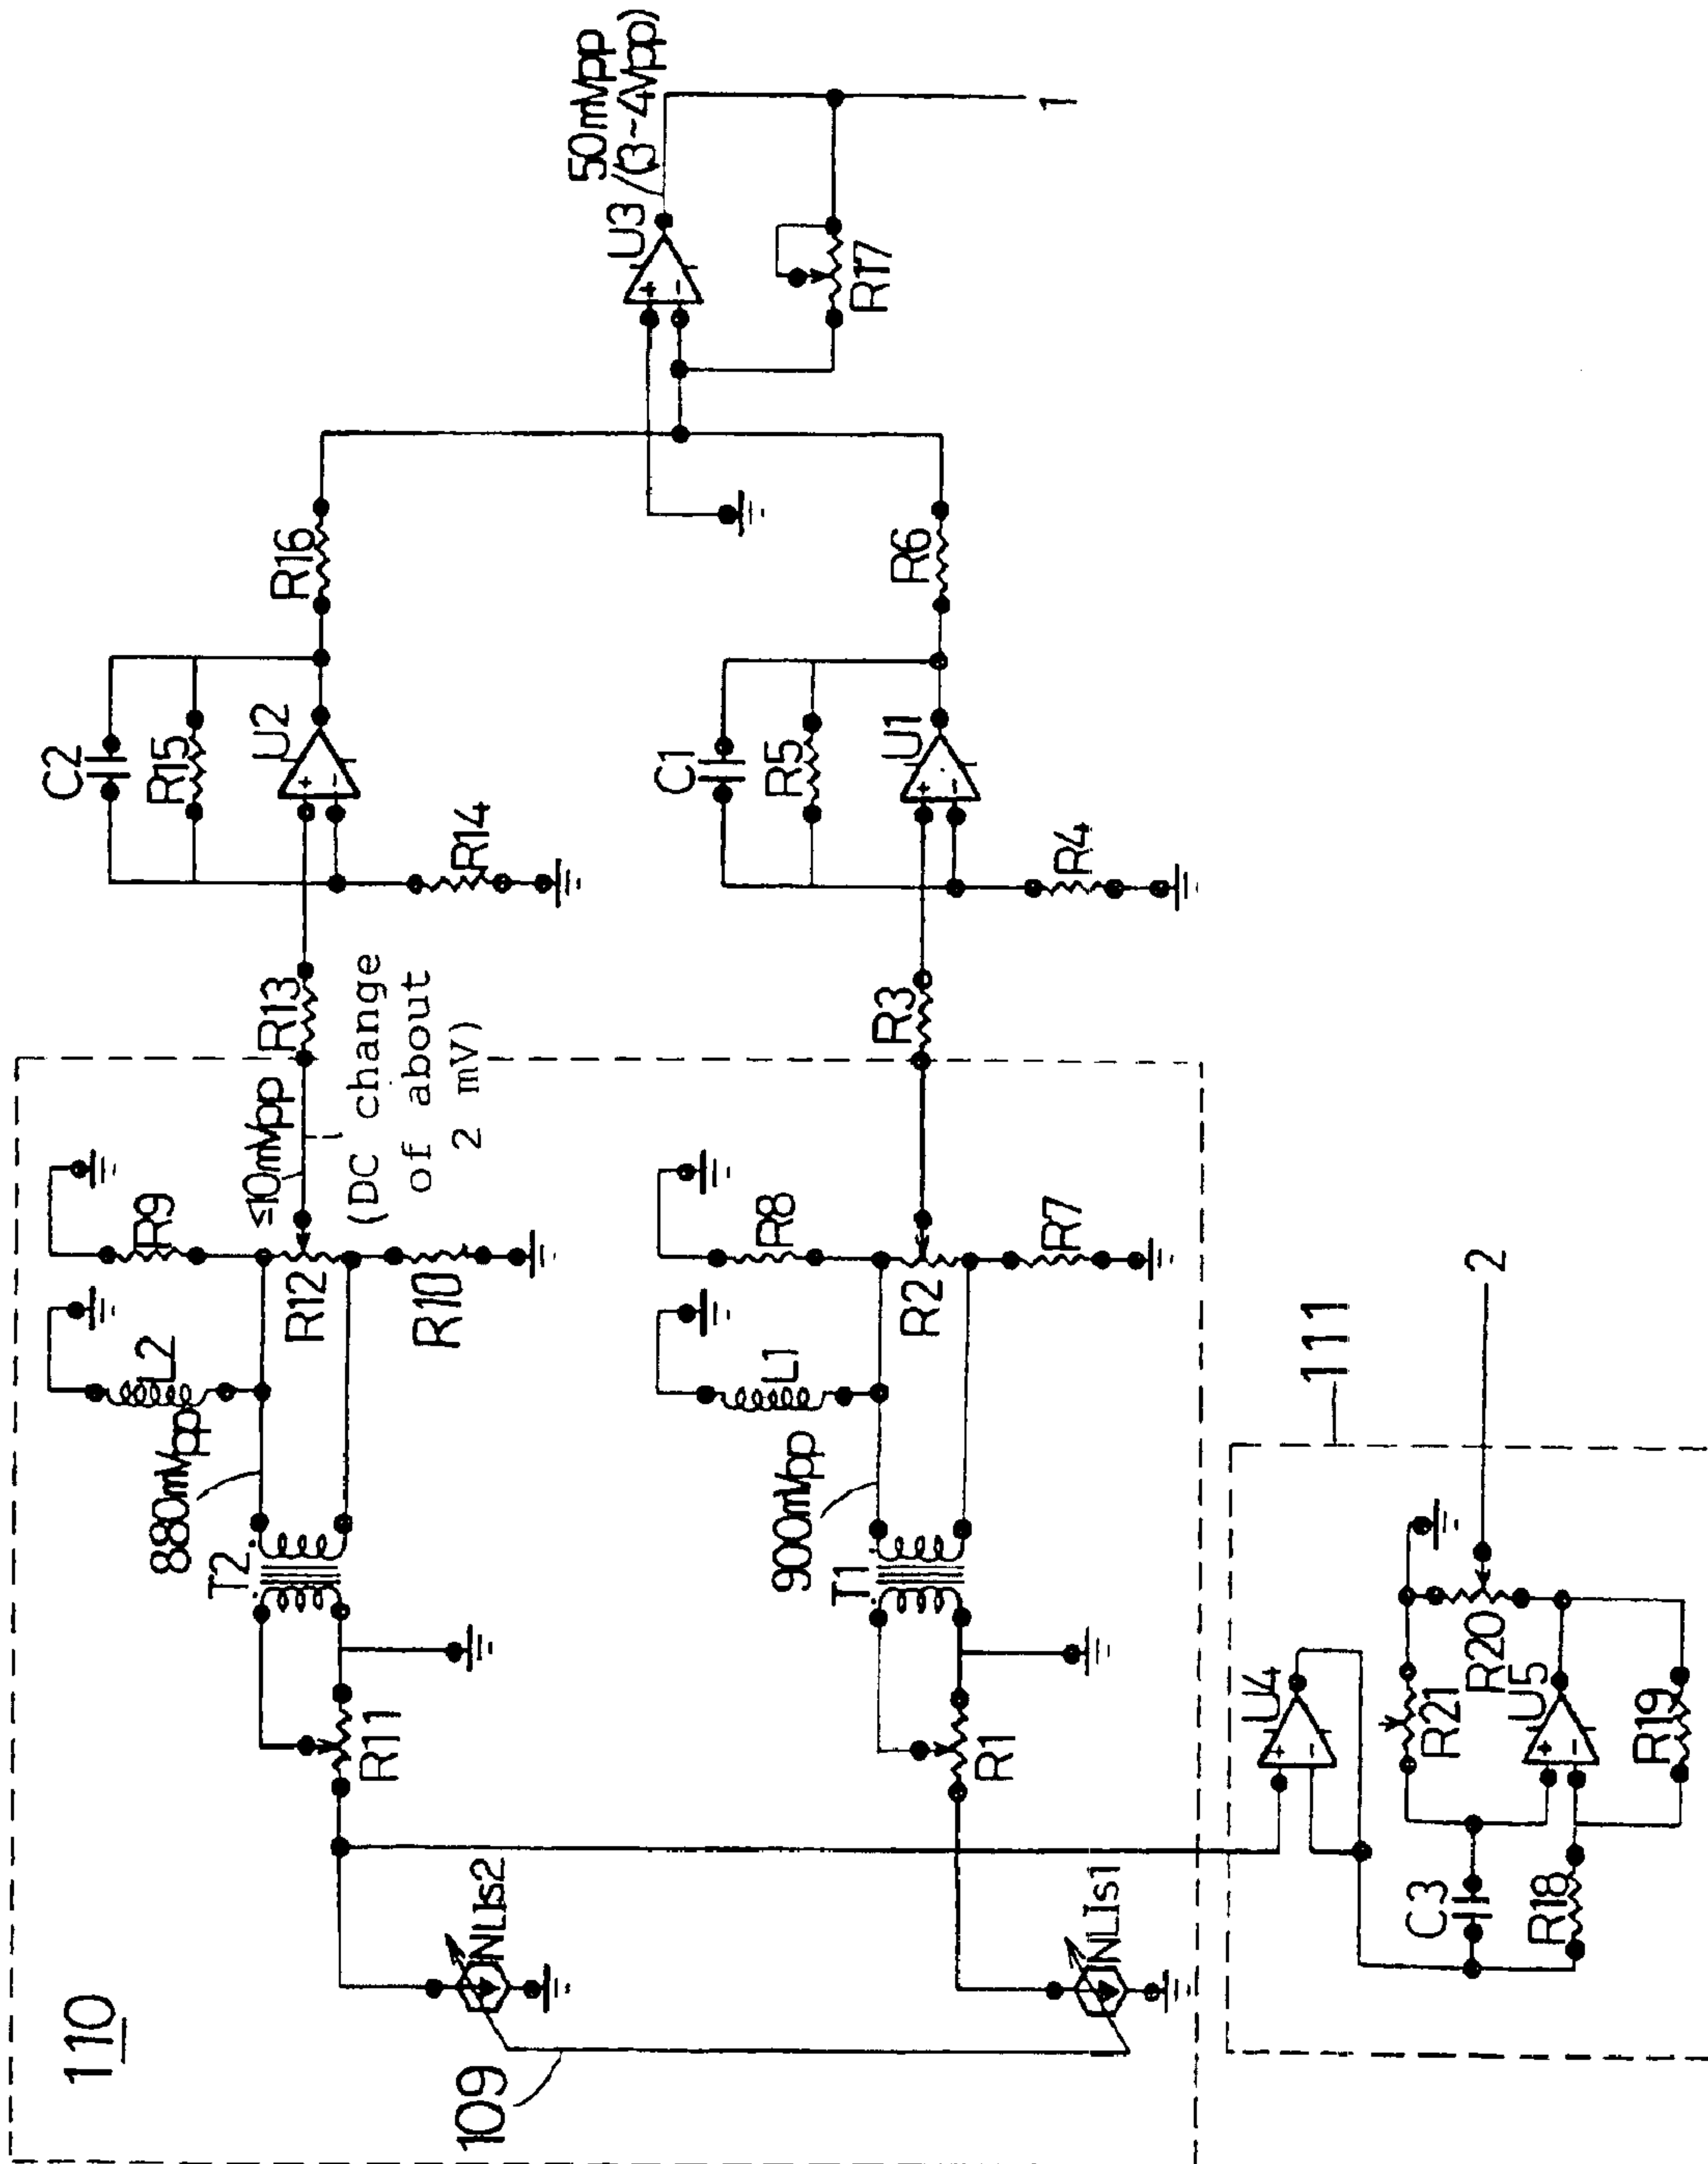 110
109
NLIs2
NLIs1
R11
R1
T2
T1
880mVpp
900mVpp
L2
L1
R9
R12
R10
R8
R2
R7
≤10mVpp
(DC change
of about
2 mV)
R13
R3
C2
R15
U2
R14
C1
R5
U1
R4
R16
R6
U3
50mVpp
/(3~4Vpp)
R17
1
111
U4
C3
R18
R21
R20
U5
R19
2